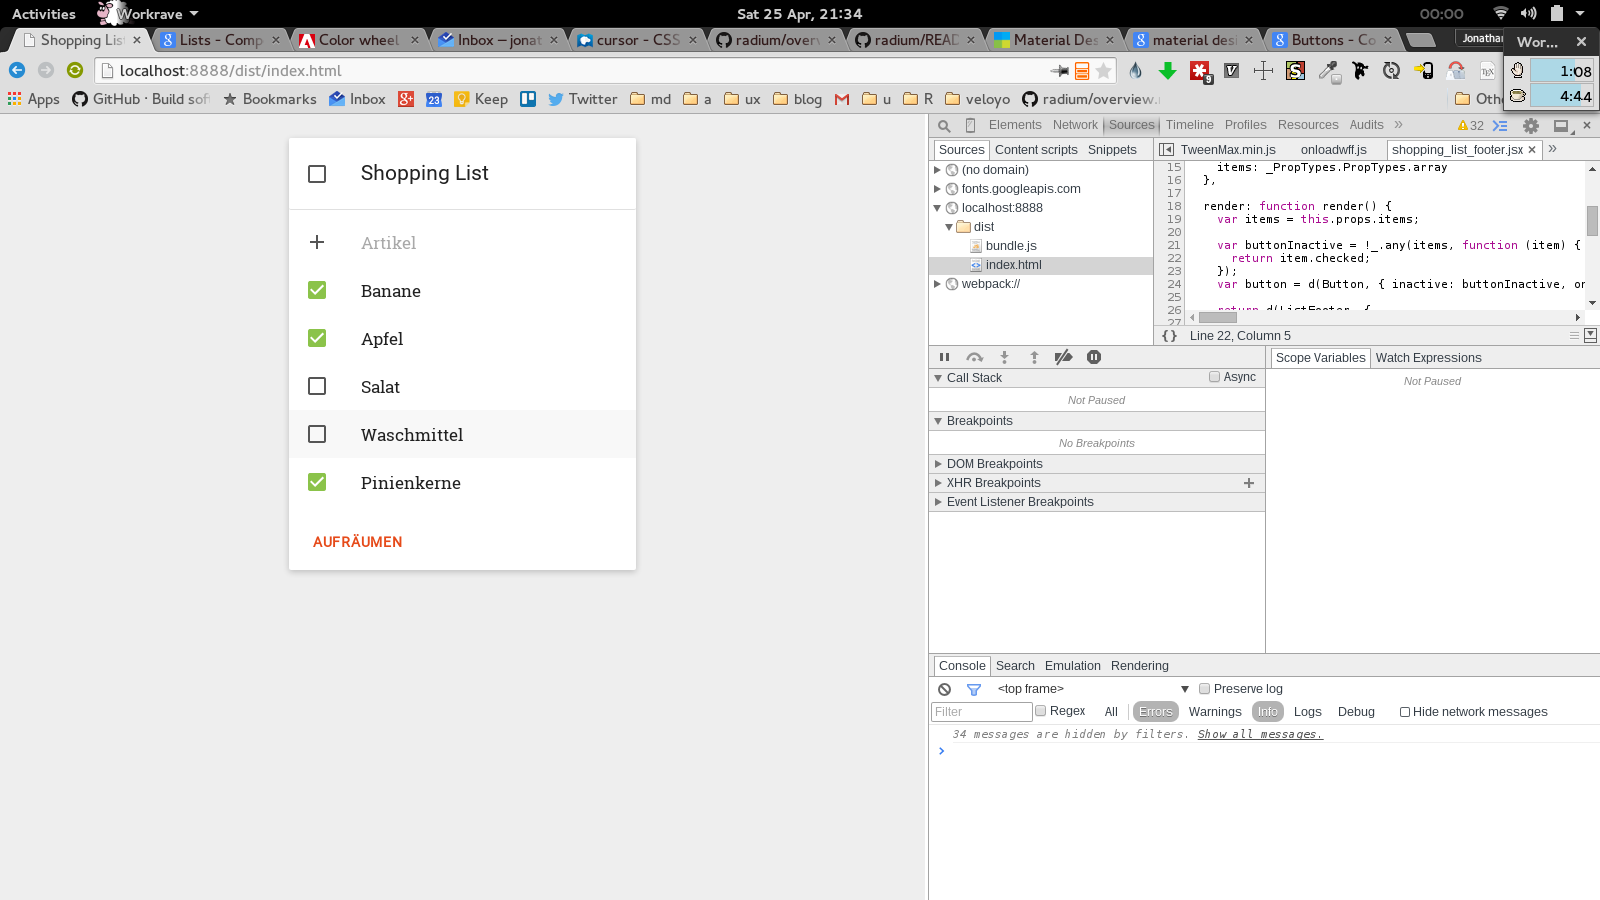 Activities Workrave Sat 25 Apr, 21:34 00:00
Shopping Lis Lists - Comp Color wheel Inbox – jonat cursor - CSS radium/over radium/READ Material Des material desi Buttons - Co Jonathan Wor...
localhost:8888/dist/index.html 9 1:08
Apps GitHub · Build sof Bookmarks Inbox 23 Keep Twitter md a ux blog u R veloyo radium/overview. Othe 4:44
Elements Network Sources Timeline Profiles Resources Audits » 32
Sources Content scripts Snippets TweenMax.min.js onloadwff.js shopping_list_footer.jsx »
(no domain)
fonts.googleapis.com
localhost:8888
dist
bundle.js
index.html
webpack://
15 items: _PropTypes.PropTypes.array
16 },
17
18 render: function render() {
19 var items = this.props.items;
20
21 var buttonInactive = !_.any(items, function (item) {
22 return item.checked;
23 });
24 var button = d(Button, { inactive: buttonInactive, on
25
26 return d(ListFooter, {
27
{} Line 22, Column 5
Shopping List
Artikel
Banane
Apfel
Salat
Waschmittel
Pinienkerne
AUFRÄUMEN
Scope Variables Watch Expressions
Call Stack Async
Not Paused
Not Paused
Breakpoints
No Breakpoints
DOM Breakpoints
XHR Breakpoints
Event Listener Breakpoints
Console Search Emulation Rendering
<top frame> Preserve log
Filter Regex All Errors Warnings Info Logs Debug Hide network messages
34 messages are hidden by filters. Show all messages.